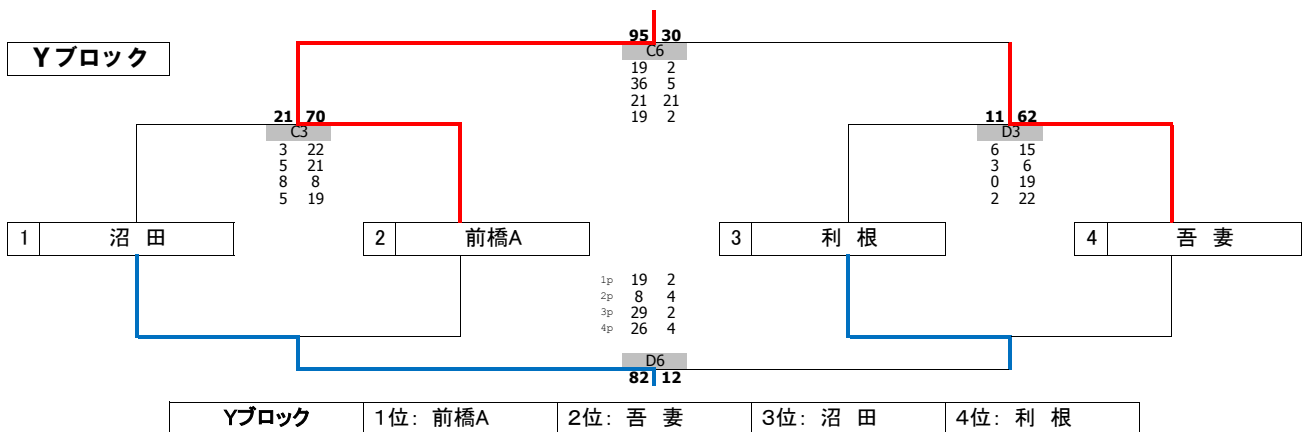 Yブロック
95 30
C6
19 2
36 5
21 21
19 2
21 70
C3
3 22
5 21
8 8
5 19
11 62
D3
6 15
3 6
0 19
2 22
1 沼 田
2 前橋A
3 利 根
4 吾 妻
1p 19 2
2p 8 4
3p 29 2
4p 26 4
D6
82 12
Yブロック 1位: 前橋A 2位: 吾 妻 3位: 沼 田 4位: 利 根